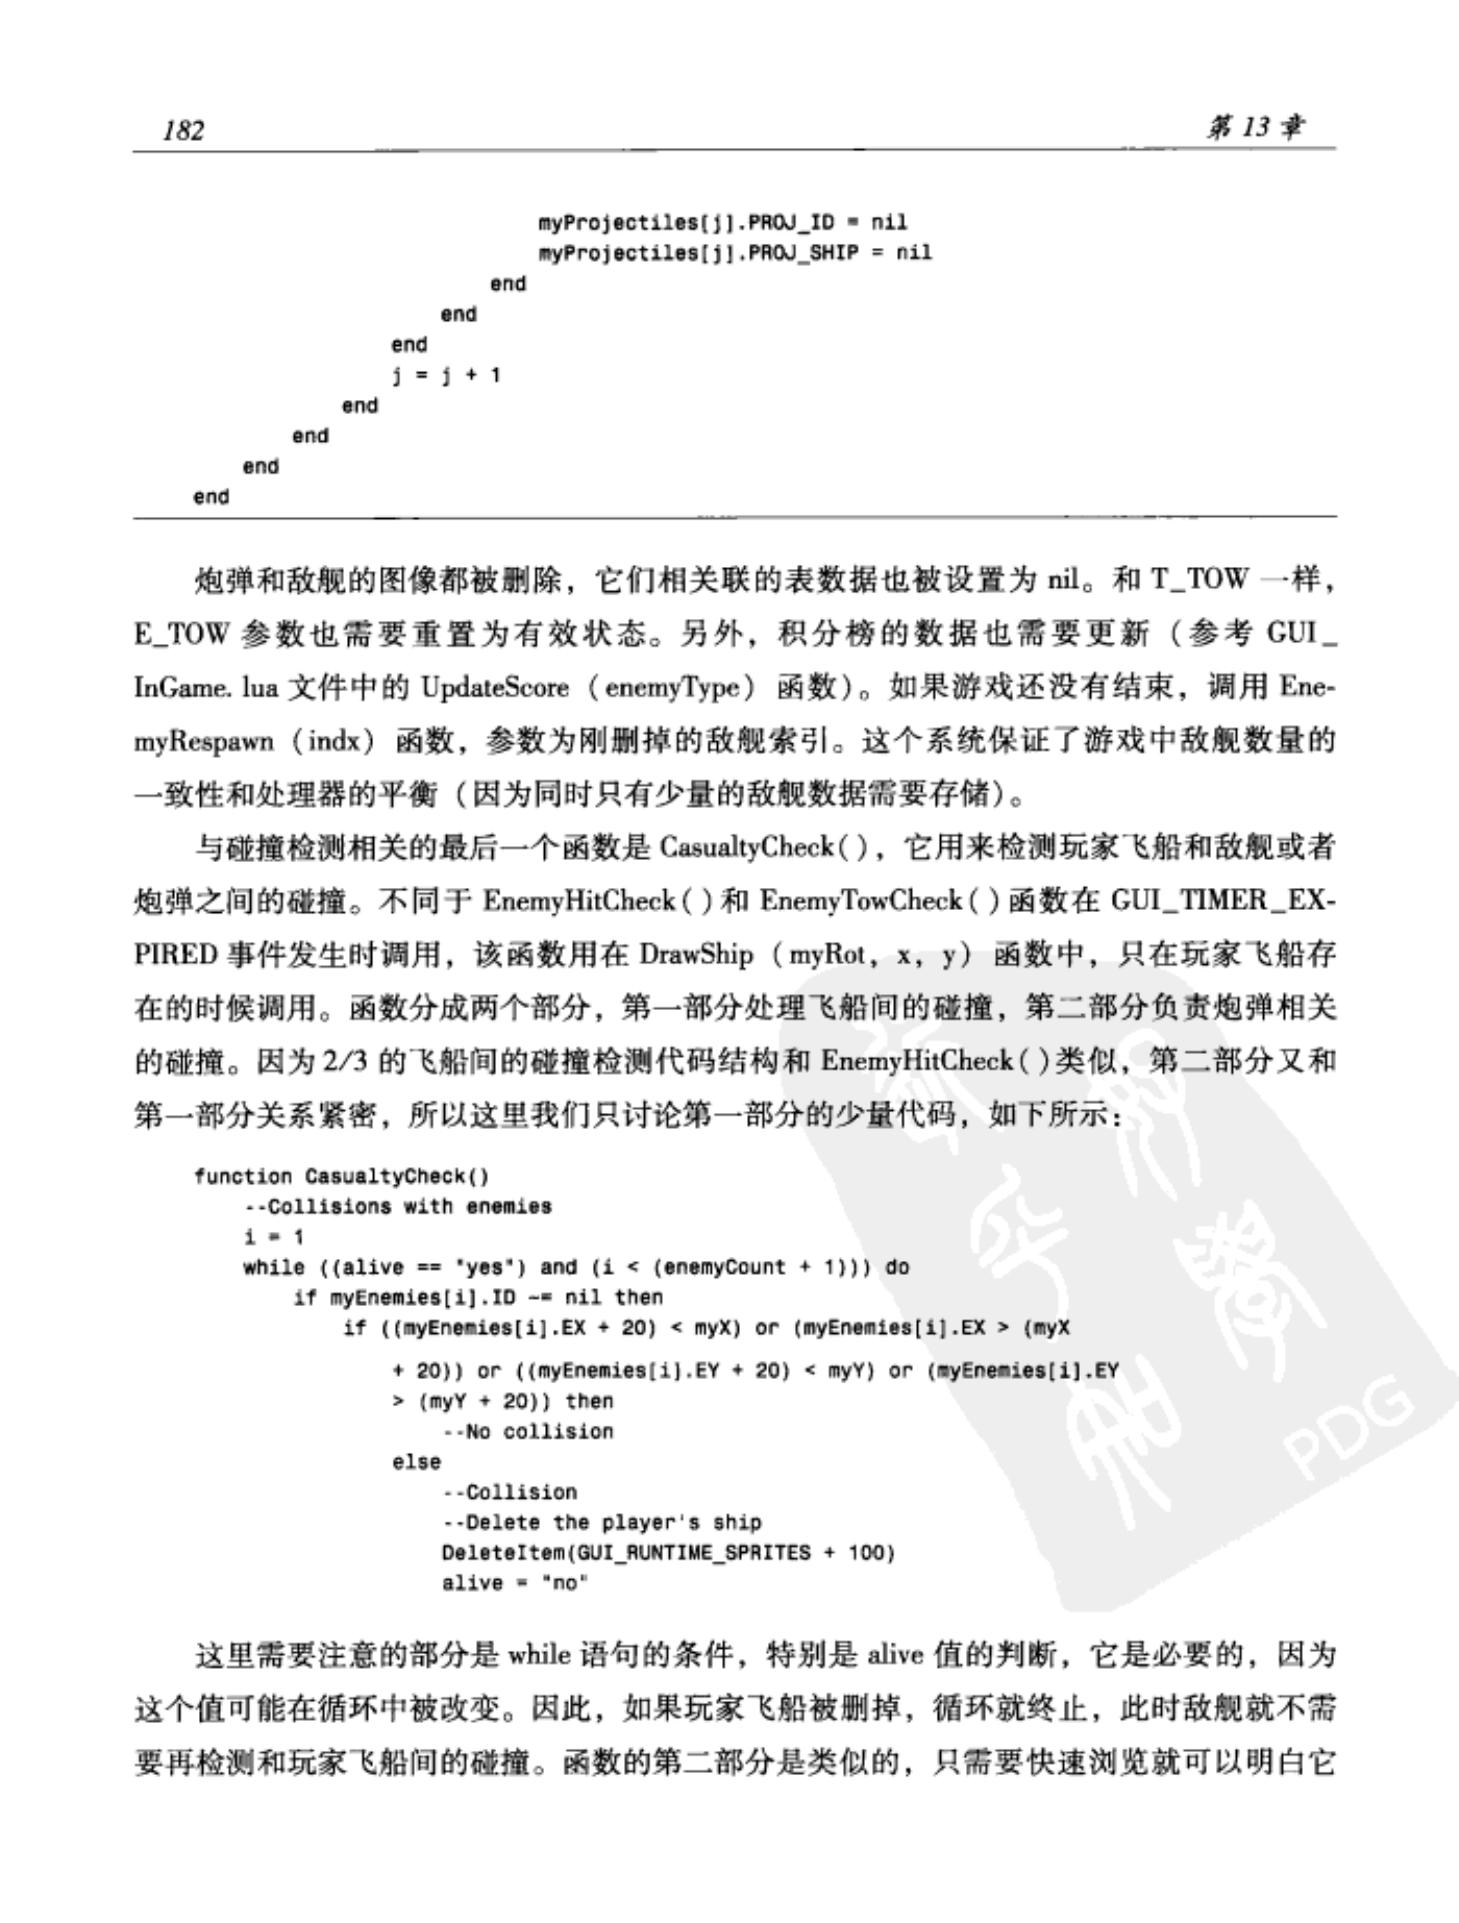 182
第 13 章
myProjectiles[j].PROJ_ID = nil
myProjectiles[j].PROJ_SHIP = nil
end
end
end
j = j + 1
end
end
end
end
炮弹和敌舰的图像都被删除，它们相关联的表数据也被设置为 nil。和 T_TOW 一样，
E_TOW 参数也需要重置为有效状态。另外，积分榜的数据也需要更新（参考 GUI_
InGame. lua 文件中的 UpdateScore（enemyType）函数）。如果游戏还没有结束，调用 Ene-
myRespawn（indx）函数，参数为刚删掉的敌舰索引。这个系统保证了游戏中敌舰数量的
一致性和处理器的平衡（因为同时只有少量的敌舰数据需要存储）。
与碰撞检测相关的最后一个函数是 CasualtyCheck( )，它用来检测玩家飞船和敌舰或者
炮弹之间的碰撞。不同于 EnemyHitCheck( )和 EnemyTowCheck( )函数在 GUI_TIMER_EX-
PIRED 事件发生时调用，该函数用在 DrawShip（myRot，x，y）函数中，只在玩家飞船存
在的时候调用。函数分成两个部分，第一部分处理飞船间的碰撞，第二部分负责炮弹相关
的碰撞。因为 2/3 的飞船间的碰撞检测代码结构和 EnemyHitCheck( )类似，第二部分又和
第一部分关系紧密，所以这里我们只讨论第一部分的少量代码，如下所示：
function CasualtyCheck()
--Collisions with enemies
i = 1
while ((alive == "yes") and (i < (enemyCount + 1))) do
if myEnemies[i].ID ~= nil then
if ((myEnemies[i].EX + 20) < myX) or (myEnemies[i].EX > (myX
+ 20)) or ((myEnemies[i].EY + 20) < myY) or (myEnemies[i].EY
> (myY + 20)) then
--No collision
else
--Collision
--Delete the player's ship
DeleteItem(GUI_RUNTIME_SPRITES + 100)
alive = "no"
这里需要注意的部分是 while 语句的条件，特别是 alive 值的判断，它是必要的，因为
这个值可能在循环中被改变。因此，如果玩家飞船被删掉，循环就终止，此时敌舰就不需
要再检测和玩家飞船间的碰撞。函数的第二部分是类似的，只需要快速浏览就可以明白它
PDG